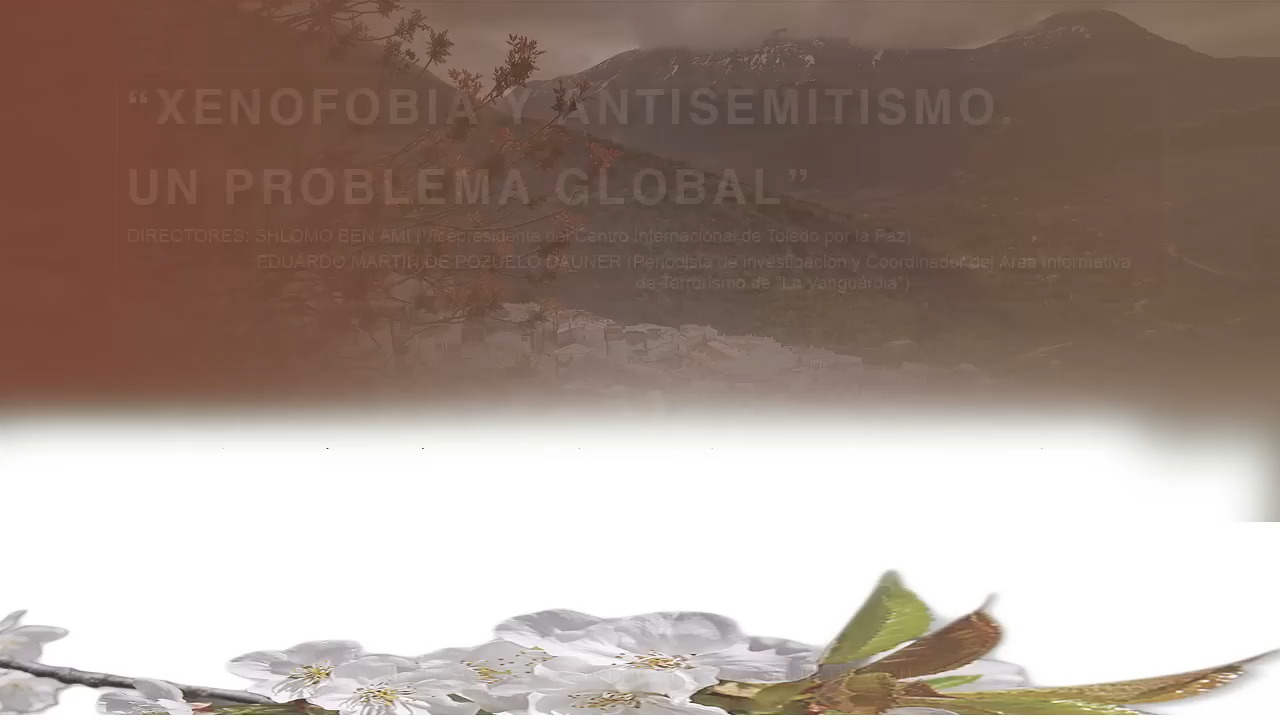 “XENOFOBIA Y ANTISEMITISMO.
UN PROBLEMA GLOBAL”
DIRECTORES: SHLOMO BEN AMI (Vicepresidente del Centro Internacional de Toledo por la Paz)
EDUARDO MARTÍN DE POZUELO DAUNER (Periodista de investigación y Coordinador del Área Informativa
de Terrorismo de “La Vanguardia”)